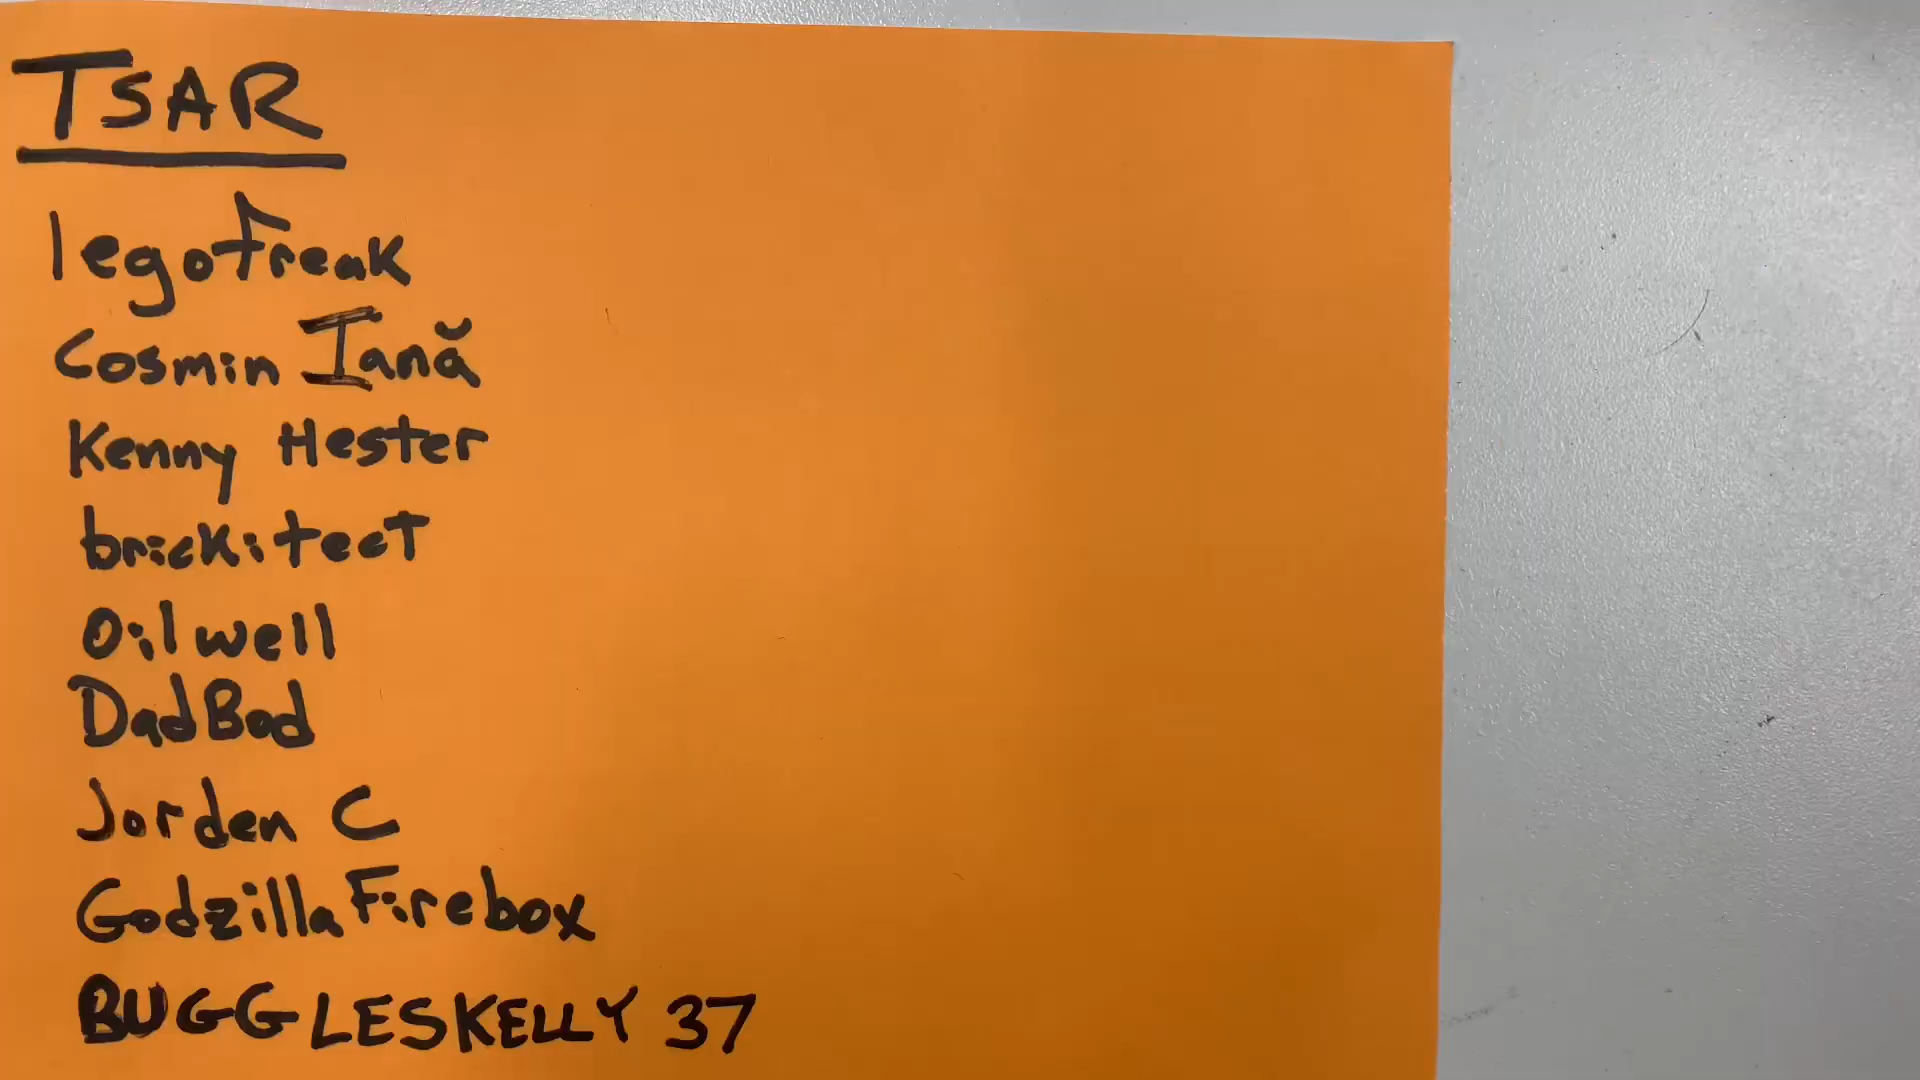 TSAR
legofreak
Cosmin Iană
Kenny Hester
brickitect
Oilwell
DadBod
Jorden C
GodzillaFirebox
BUGGLESKELLY 37